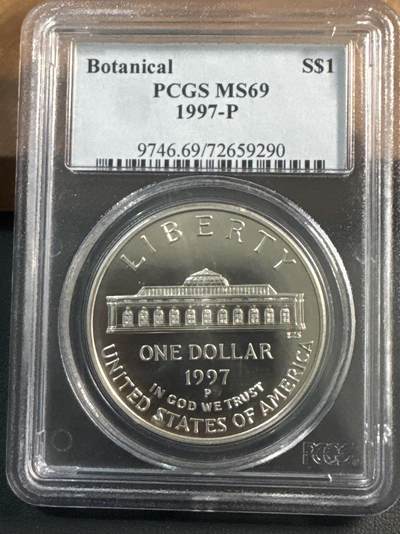 Botanical S$1
PCGS MS69
1997-P
9746.69/72659290
LIBERTY
ONE DOLLAR
1997
P
IN GOD WE TRUST
UNITED STATES OF AMERICA
PCGS